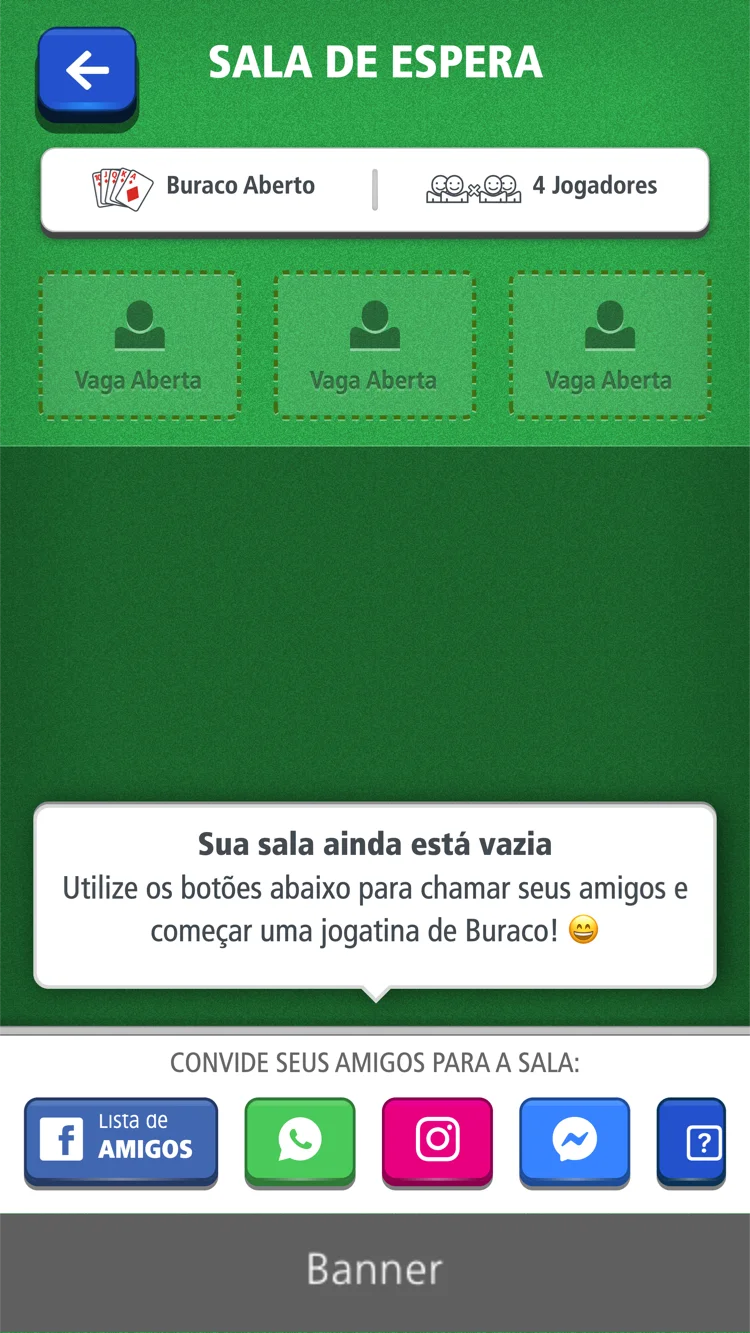 SALA DE ESPERA
Buraco Aberto
4 Jogadores
Vaga Aberta
Vaga Aberta
Vaga Aberta
Sua sala ainda está vazia
Utilize os botões abaixo para chamar seus amigos e
começar uma jogatina de Buraco! 😄
CONVIDE SEUS AMIGOS PARA A SALA:
Lista de
AMIGOS
?
Banner